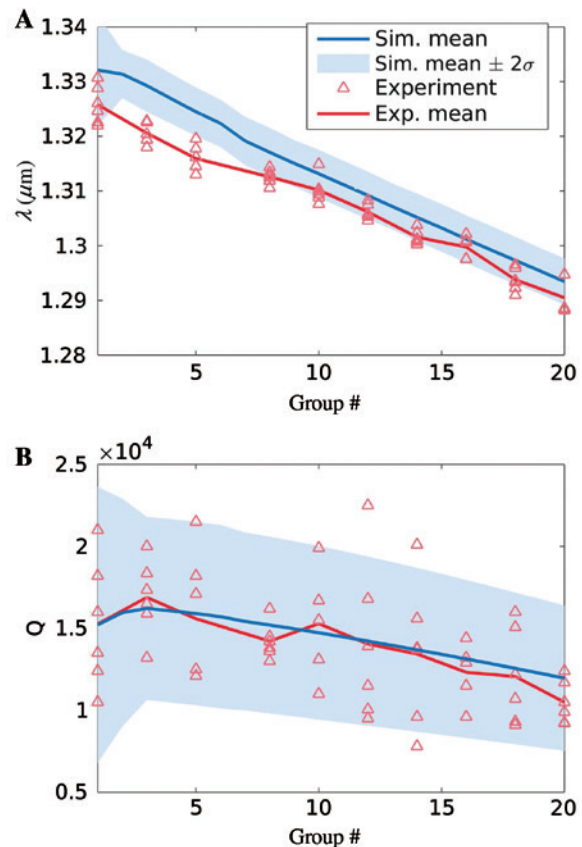 A
1.34
1.33
1.32
1.31
1.3
1.29
1.28
λ (μm)
5
10
15
20
Group #
Sim. mean
Sim. mean ± 2σ
Experiment
Exp. mean
B
×10⁴
2.5
2
1.5
1
0.5
Q
5
10
15
20
Group #